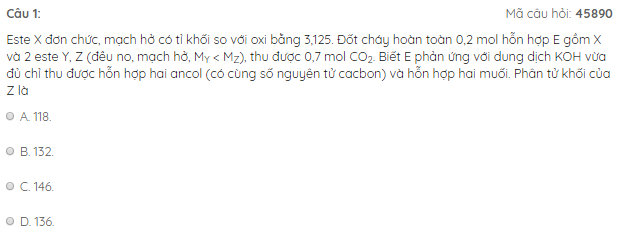 Câu 1:
Mã câu hỏi: 45890
Este X đơn chức, mạch hở có tỉ khối so với oxi bằng 3,125. Đốt cháy hoàn toàn 0,2 mol hỗn hợp E gồm X
và 2 este Y, Z (đều no, mạch hở, MY < MZ), thu được 0,7 mol CO2. Biết E phản ứng với dung dịch KOH vừa
đủ chỉ thu được hỗn hợp hai ancol (có cùng số nguyên tử cacbon) và hỗn hợp hai muối. Phân tử khối của
Z là
A. 118.
B. 132.
C. 146.
D. 136.